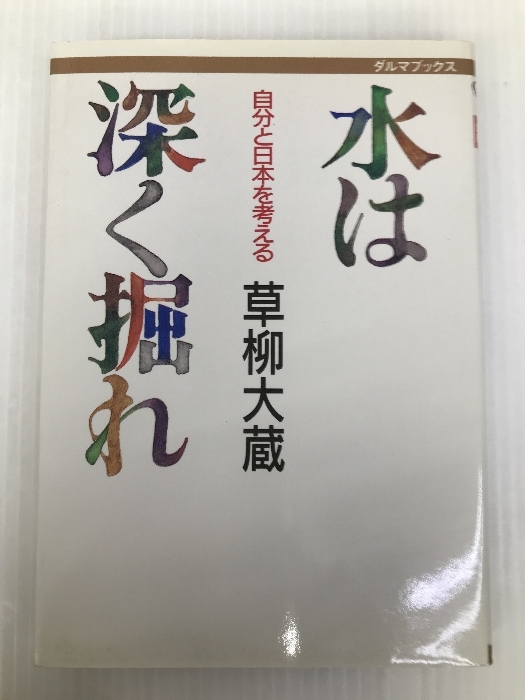 ダルマブックス
水は
深く掘れ
自分と日本を考える
草柳大蔵